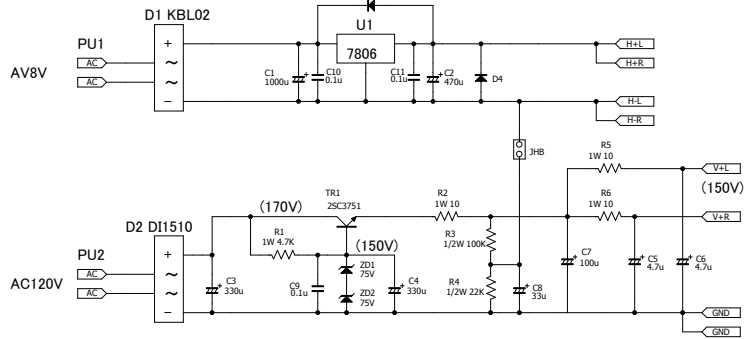 D1 KBL02
U1
7806
PU1
AC
AC
AV8V
+
~
~
−
C1
1000u
+
C10
0.1u
C11
0.1u
+
C2
470u
D4
H+L
H+R
H-L
H-R
JHB
R5
1W 10
V+L
(150V)
R6
1W 10
V+R
TR1
2SC3751
R2
1W 10
(170V)
D2 DI1510
PU2
AC
AC
AC120V
+
~
~
−
R1
1W 4.7K
(150V)
R3
1/2W 100K
R4
1/2W 22K
C3
330u
+
C9
0.1u
ZD1
75V
ZD2
75V
+
C4
330u
+
C8
33u
+
C7
100u
+
C5
4.7u
+
C6
4.7u
+
GND
GND